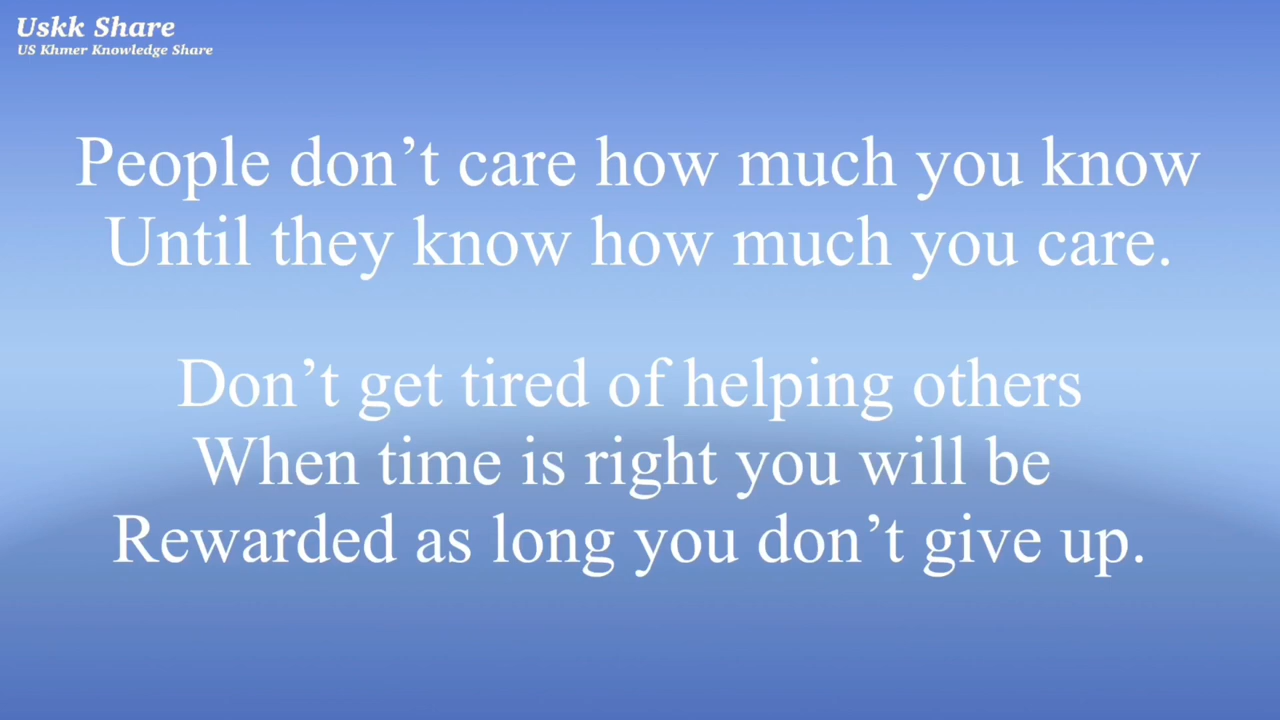 Uskk Share
US Khmer Knowledge Share
People don’t care how much you know
Until they know how much you care.
Don’t get tired of helping others
When time is right you will be
Rewarded as long you don’t give up.